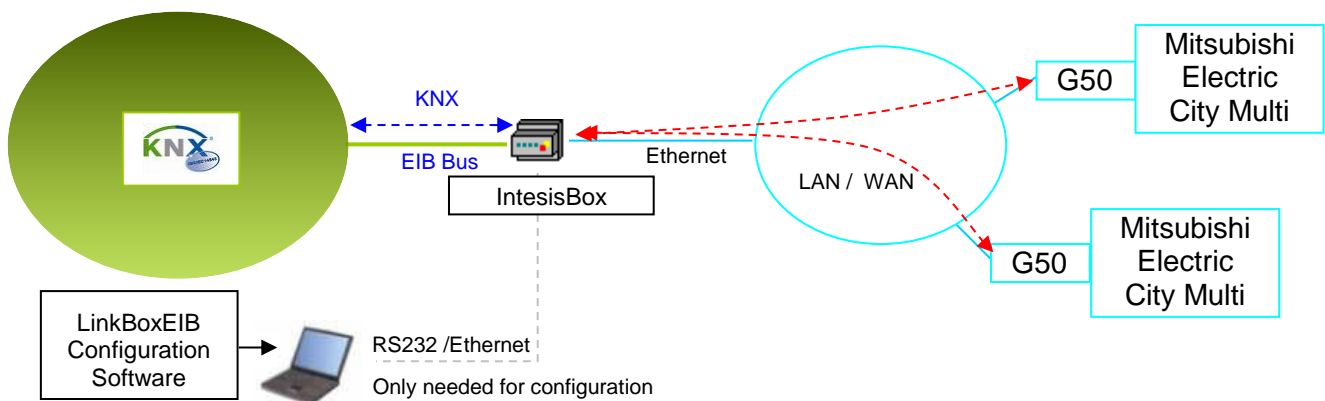 KNX
KNX
EIB Bus
IntesisBox
Ethernet
LAN / WAN
G50
Mitsubishi
Electric
City Multi
G50
Mitsubishi
Electric
City Multi
LinkBoxEIB
Configuration
Software
RS232 /Ethernet
Only needed for configuration